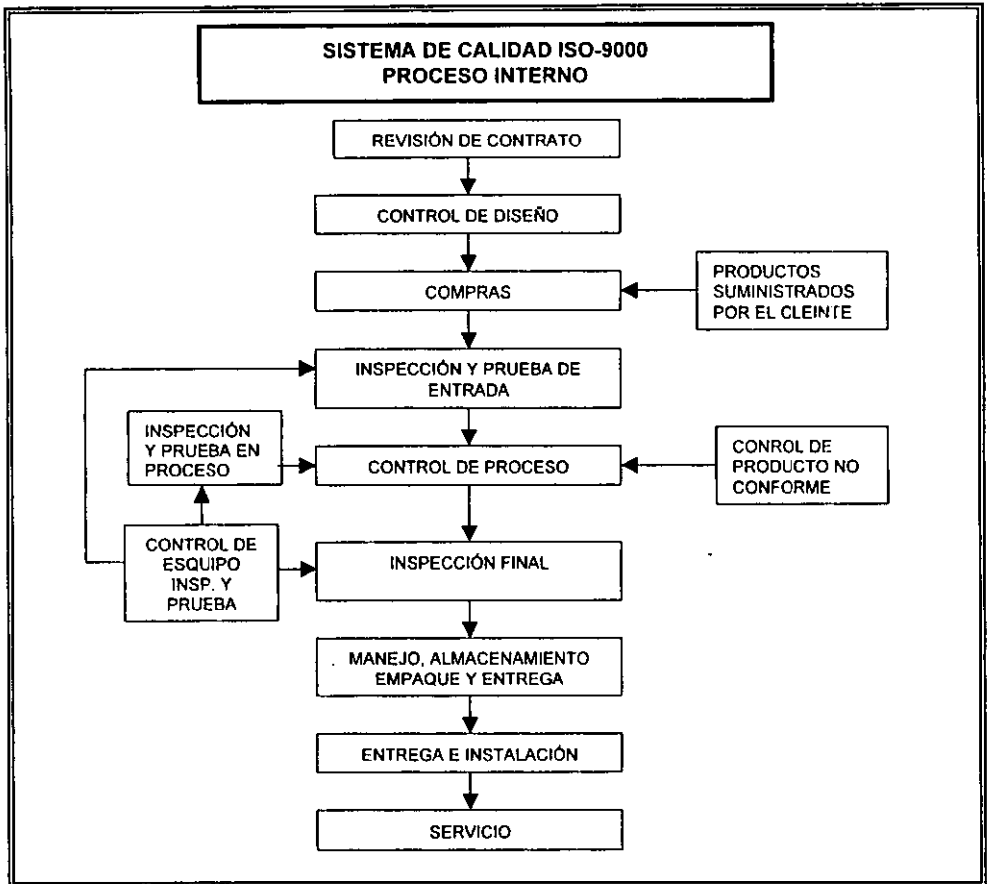 SISTEMA DE CALIDAD ISO-9000
PROCESO INTERNO
REVISIÓN DE CONTRATO
CONTROL DE DISEÑO
COMPRAS
PRODUCTOS
SUMINISTRADOS
POR EL CLEINTE
INSPECCIÓN Y PRUEBA DE
ENTRADA
INSPECCIÓN
Y PRUEBA EN
PROCESO
CONTROL DE PROCESO
CONROL DE
PRODUCTO NO
CONFORME
CONTROL DE
ESQUIPO
INSP. Y
PRUEBA
INSPECCIÓN FINAL
MANEJO, ALMACENAMIENTO
EMPAQUE Y ENTREGA
ENTREGA E INSTALACIÓN
SERVICIO